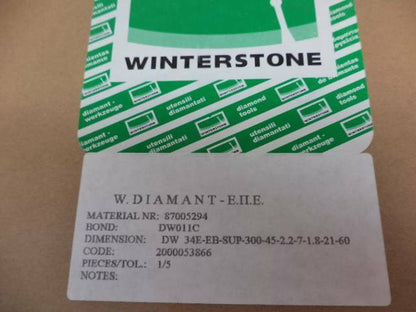 WINTERSTONE
diamant-
werkzeuge
utensili
diamantati
diamond
tools
W. DIAMANT - E.H.E.
MATERIAL NR: 87005294
BOND: DW011C
DIMENSION: DW 34E-EB-SUP-300-45-2.2-7-1.8-21-60
CODE: 2000053866
PIECES/TOL.: 1/5
NOTES: